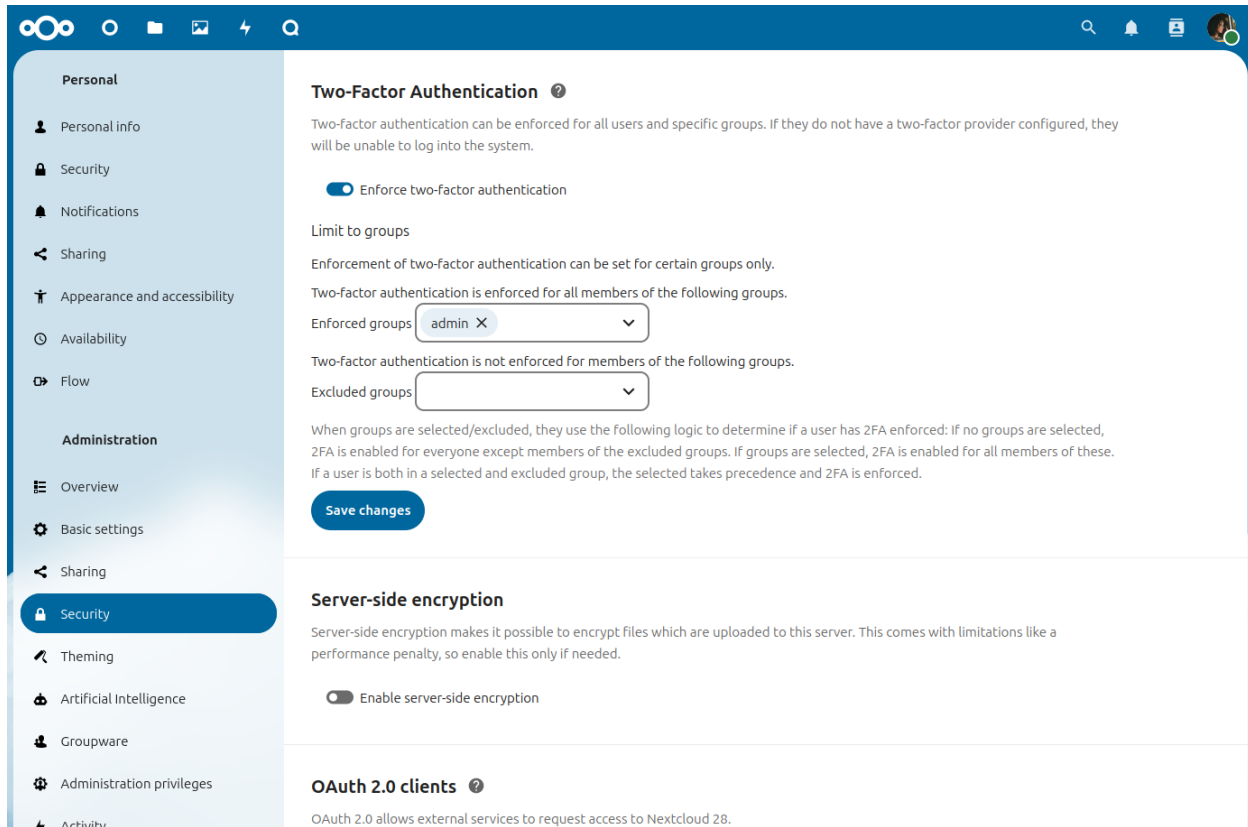 Personal
Personal info
Security
Notifications
Sharing
Appearance and accessibility
Availability
Flow
Administration
Overview
Basic settings
Sharing
Security
Theming
Artificial Intelligence
Groupware
Administration privileges
Activity
Two-Factor Authentication
Two-factor authentication can be enforced for all users and specific groups. If they do not have a two-factor provider configured, they
will be unable to log into the system.
Enforce two-factor authentication
Limit to groups
Enforcement of two-factor authentication can be set for certain groups only.
Two-factor authentication is enforced for all members of the following groups.
Enforced groups admin
Two-factor authentication is not enforced for members of the following groups.
Excluded groups
When groups are selected/excluded, they use the following logic to determine if a user has 2FA enforced: If no groups are selected,
2FA is enabled for everyone except members of the excluded groups. If groups are selected, 2FA is enabled for all members of these.
If a user is both in a selected and excluded group, the selected takes precedence and 2FA is enforced.
Save changes
Server-side encryption
Server-side encryption makes it possible to encrypt files which are uploaded to this server. This comes with limitations like a
performance penalty, so enable this only if needed.
Enable server-side encryption
OAuth 2.0 clients
OAuth 2.0 allows external services to request access to Nextcloud 28.